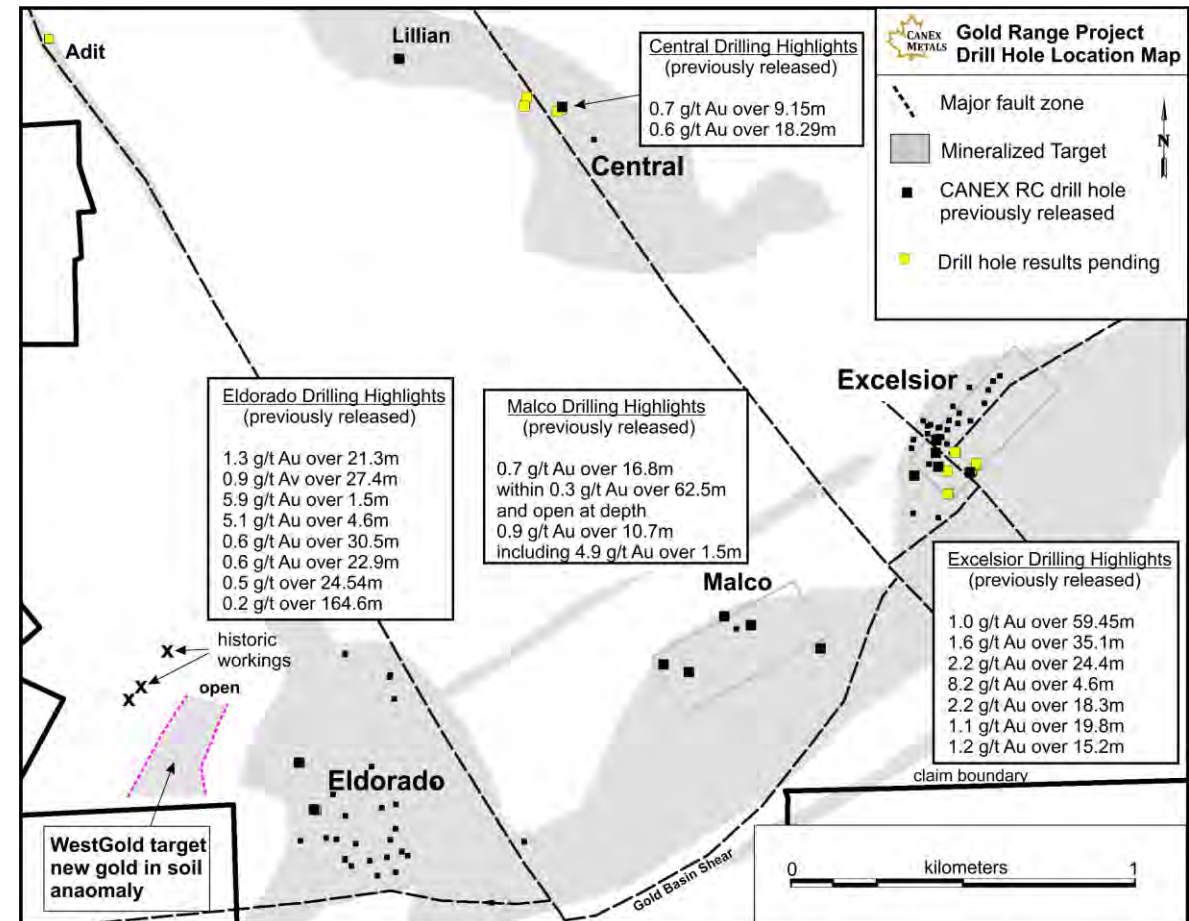 Adit
Lillian
Central Drilling Highlights
(previously released)
0.7 g/t Au over 9.15m
0.6 g/t Au over 18.29m
CANEX
METALS
Gold Range Project
Drill Hole Location Map
Major fault zone
N
Mineralized Target
CANEX RC drill hole
previously released
Drill hole results pending
Central
Excelsior
Eldorado Drilling Highlights
(previously released)
1.3 g/t Au over 21.3m
0.9 g/t Av over 27.4m
5.9 g/t Au over 1.5m
5.1 g/t Au over 4.6m
0.6 g/t Au over 30.5m
0.6 g/t Au over 22.9m
0.5 g/t over 24.54m
0.2 g/t over 164.6m
Malco Drilling Highlights
(previously released)
0.7 g/t Au over 16.8m
within 0.3 g/t Au over 62.5m
and open at depth
0.9 g/t Au over 10.7m
including 4.9 g/t Au over 1.5m
Malco
Excelsior Drilling Highlights
(previously released)
1.0 g/t Au over 59.45m
1.6 g/t Au over 35.1m
2.2 g/t Au over 24.4m
8.2 g/t Au over 4.6m
2.2 g/t Au over 18.3m
1.1 g/t Au over 19.8m
1.2 g/t Au over 15.2m
x
historic
workings
x
x
open
Eldorado
claim boundary
WestGold target
new gold in soil
anaomaly
Gold Basin Shear
0 kilometers 1